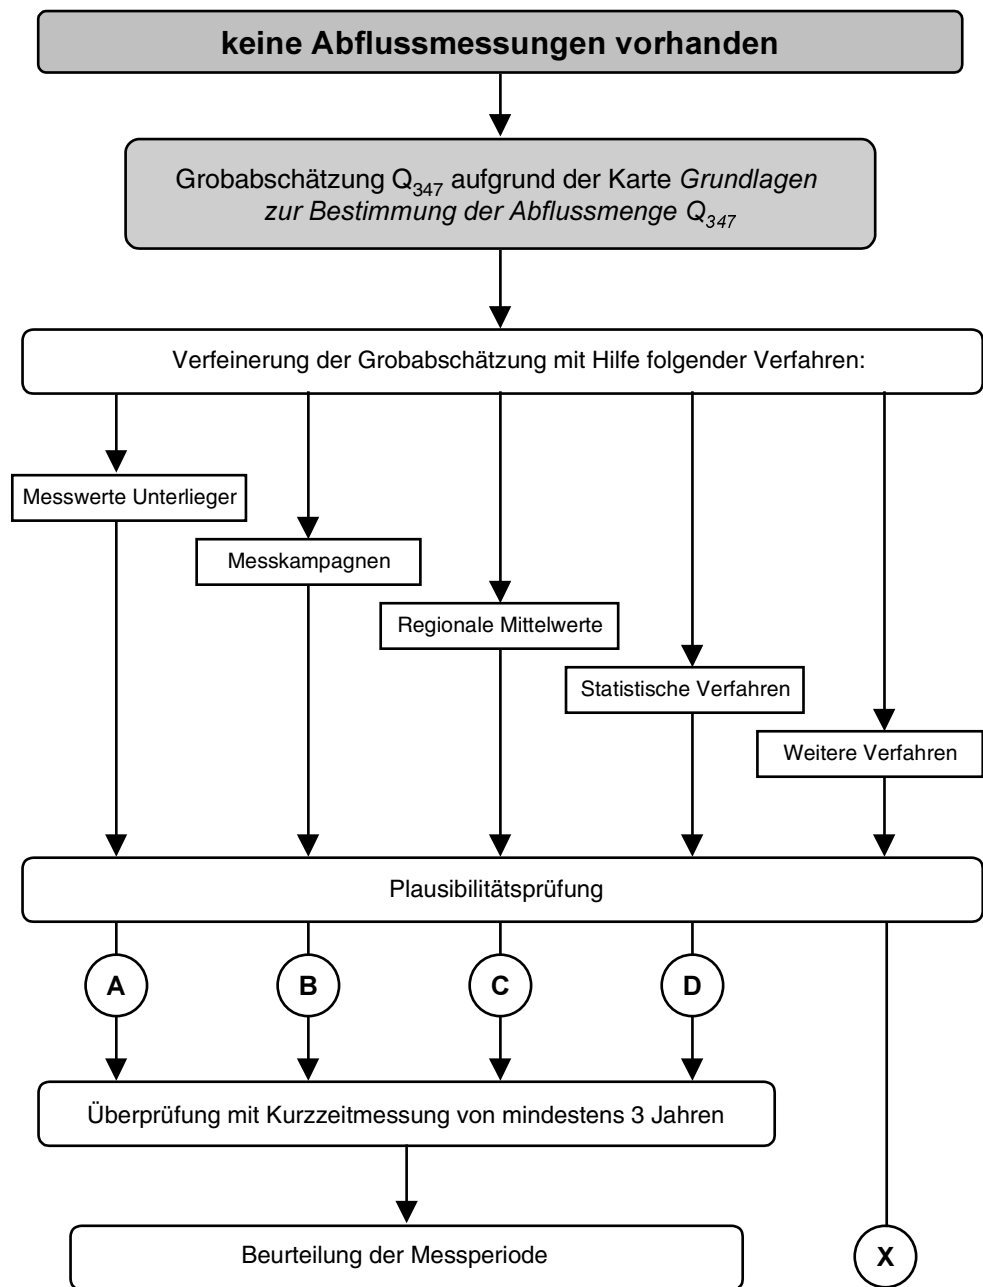 keine Abflussmessungen vorhanden
Grobabschätzung Q347 aufgrund der Karte Grundlagen
zur Bestimmung der Abflussmenge Q347
Verfeinerung der Grobabschätzung mit Hilfe folgender Verfahren:
Messwerte Unterlieger
Messkampagnen
Regionale Mittelwerte
Statistische Verfahren
Weitere Verfahren
Plausibilitätsprüfung
A
B
C
D
Überprüfung mit Kurzzeitmessung von mindestens 3 Jahren
Beurteilung der Messperiode
X